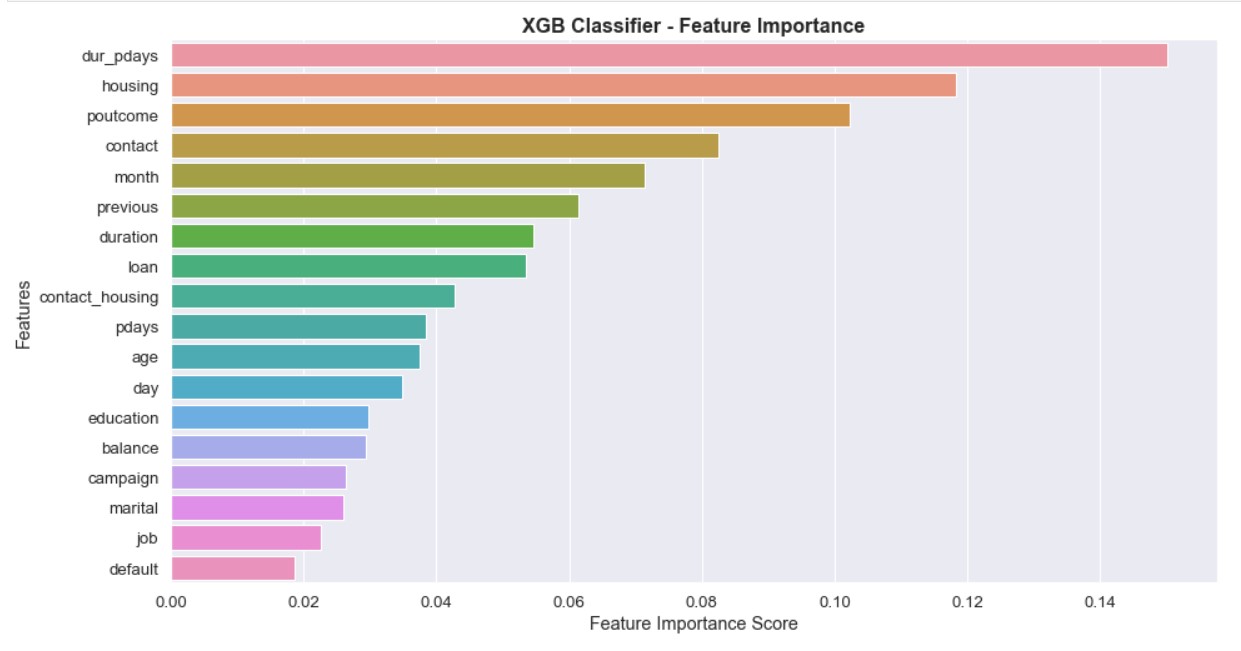 XGB Classifier - Feature Importance
dur_pdays
housing
poutcome
contact
month
previous
duration
loan
contact_housing
pdays
age
day
education
balance
campaign
marital
job
default
Features
0.00 0.02 0.04 0.06 0.08 0.10 0.12 0.14
Feature Importance Score